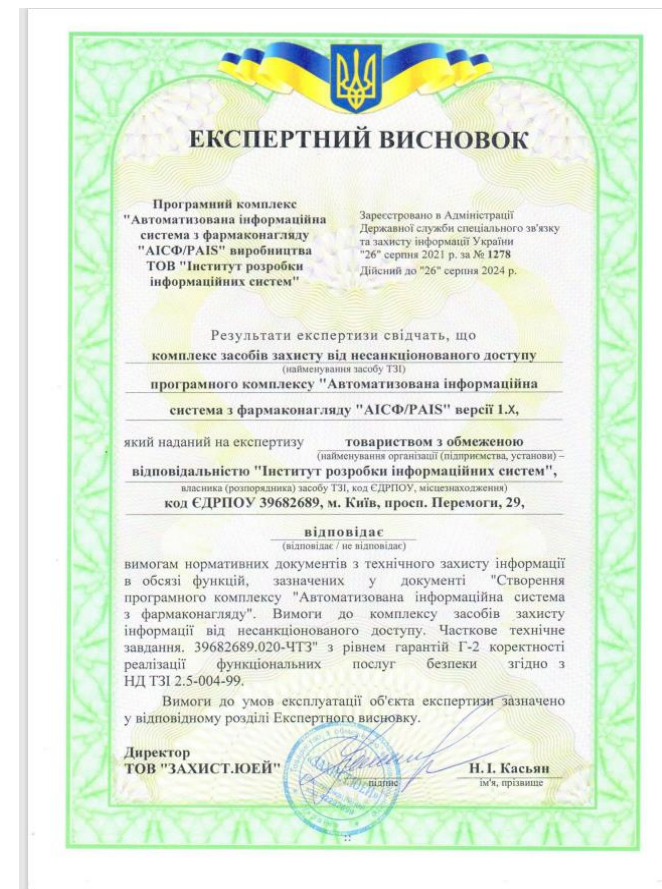 ЕКСПЕРТНИЙ ВИСНОВОК
Програмний комплекс
"Автоматизована інформаційна
система з фармаконагляду
"АІСФ/PAIS" виробництва
ТОВ "Інститут розробки
інформаційних систем"
Зареєстровано в Адміністрації
Державної служби спеціального зв'язку
та захисту інформації України
"26" серпня 2021 р. за № 1278
Дійсний до "26" серпня 2024 р.
Результати експертизи свідчать, що
комплекс засобів захисту від несанкціонованого доступу
(найменування засобу ТЗІ)
програмного комплексу "Автоматизована інформаційна
система з фармаконагляду "АІСФ/PAIS" версії 1.X,
який наданий на експертизу товариством з обмеженою
(найменування організації (підприємства, установи) –
відповідальністю "Інститут розробки інформаційних систем",
власника (розпорядника) засобу ТЗІ, код ЄДРПОУ, місцезнаходження)
код ЄДРПОУ 39682689, м. Київ, просп. Перемоги, 29,
відповідає
(відповідає / не відповідає)
вимогам нормативних документів з технічного захисту інформації
в обсязі функцій, зазначених у документі "Створення
програмного комплексу "Автоматизована інформаційна система
з фармаконагляду". Вимоги до комплексу засобів захисту
інформації від несанкціонованого доступу. Часткове технічне
завдання. 39682689.020-ЧТЗ" з рівнем гарантій Г-2 коректності
реалізації функціональних послуг безпеки згідно з
НД ТЗІ 2.5-004-99.
Вимоги до умов експлуатації об'єкта експертизи зазначено
у відповідному розділі Експертного висновку.
Директор
ТОВ "ЗАХИСТ.ЮЕЙ"
підпис
Н. І. Касьян
ім'я, прізвище